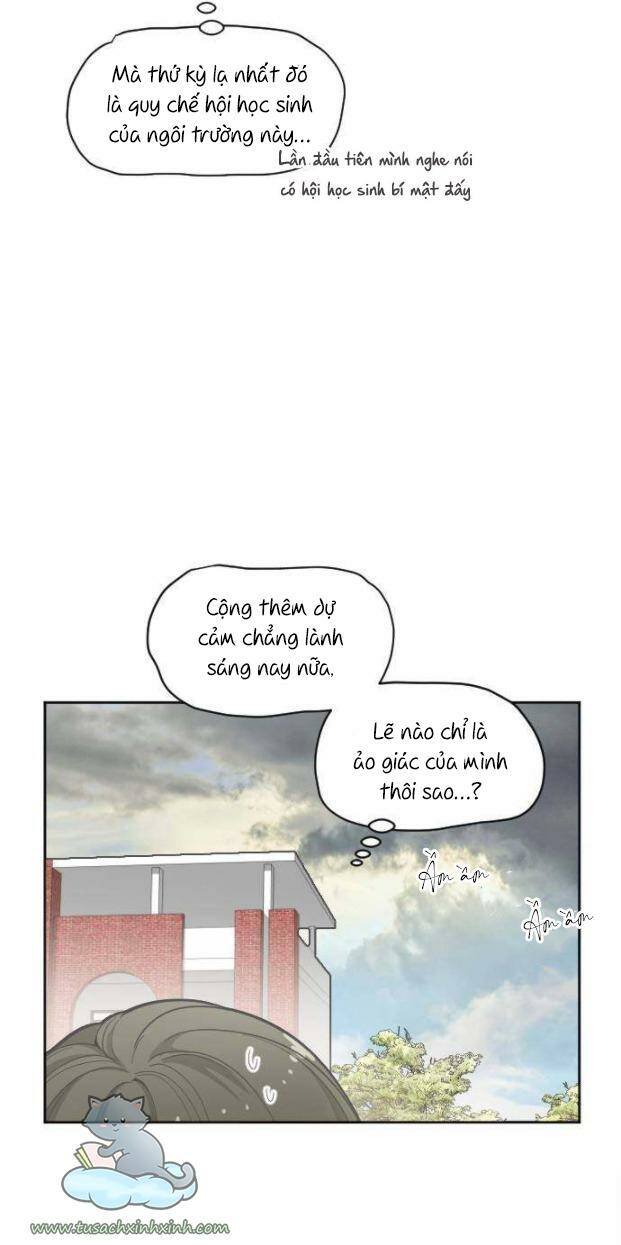 Mà thứ kỳ lạ nhất đó
là quy chế hội học sinh
của ngôi trường này...
Lần đầu tiên mình nghe nói
có hội học sinh bí mật đấy
Cộng thêm dự
cảm chẳng lành
sáng nay nữa.
Lẽ nào chỉ là
ảo giác của mình
thôi sao...?
Ầm ầm
Ầm ầm
www.tusachxinhxinh.com